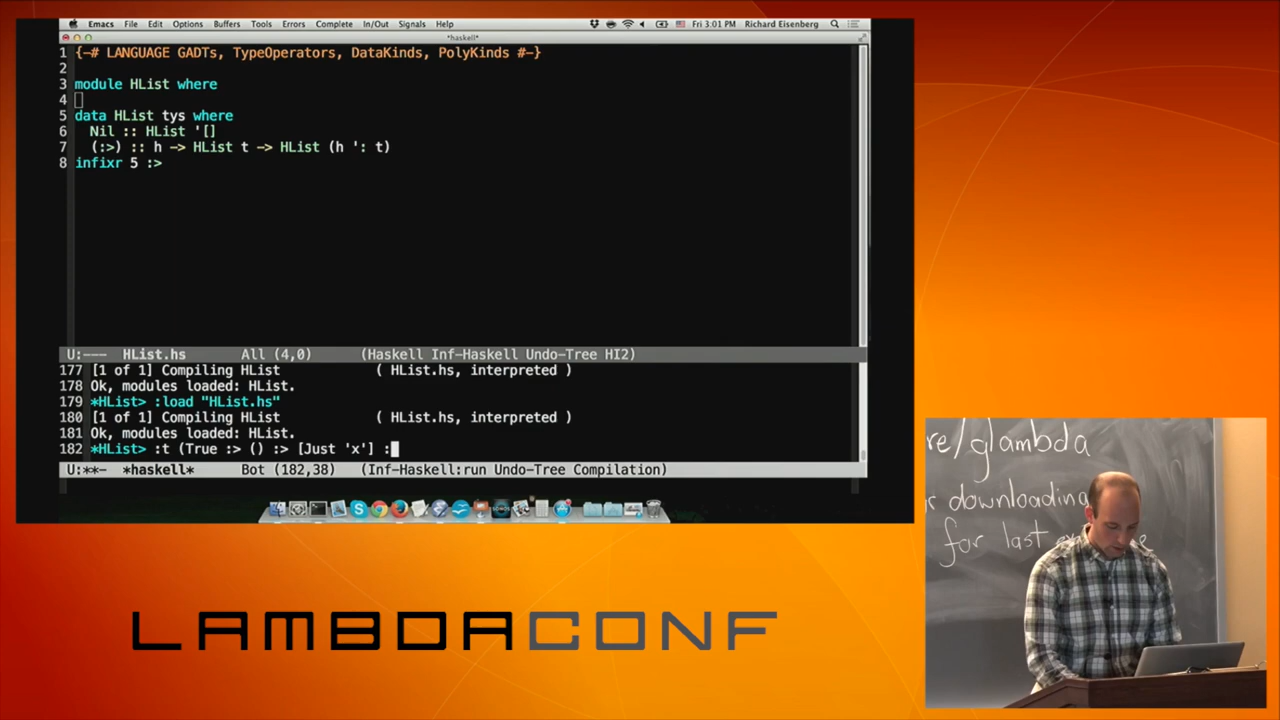 Emacs File Edit Options Buffers Tools Errors Complete In/Out Signals Help Fri 3:01 PM Richard Eisenberg
*haskell*
1 {-# LANGUAGE GADTs, TypeOperators, DataKinds, PolyKinds #-}
2
3 module HList where
4
5 data HList tys where
6 Nil :: HList '[]
7 (:>) :: h -> HList t -> HList (h ': t)
8 infixr 5 :>
U:--- HList.hs All (4,0) (Haskell Inf-Haskell Undo-Tree HI2)
177 [1 of 1] Compiling HList ( HList.hs, interpreted )
178 Ok, modules loaded: HList.
179 *HList> :load "HList.hs"
180 [1 of 1] Compiling HList ( HList.hs, interpreted )
181 Ok, modules loaded: HList.
182 *HList> :t (True :> () :> [Just 'x'] :
U:**- *haskell* Bot (182,38) (Inf-Haskell:run Undo-Tree Compilation)
re/glambda
downloading
for last
LAMBDACONF